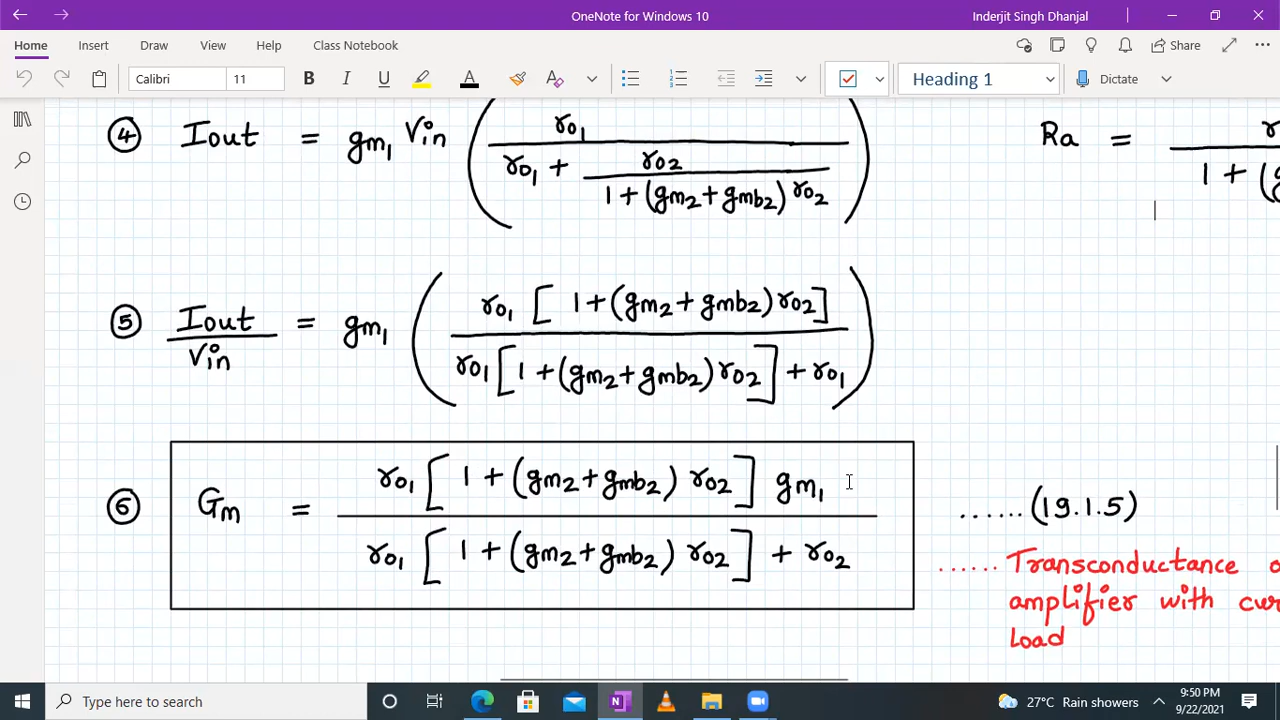 OneNote for Windows 10
Inderjit Singh Dhanjal
Home Insert Draw View Help Class Notebook
Share
Calibri 11 B I U A A Heading 1 Dictate
④ Iout = gm₁ Vin ( ro₁ / ( ro₁ + ro₂ / ( 1 + (gm₂ + gmb₂) ro₂ ) ) )
Ra =
1 + (
⑤ Iout / Vin = gm₁ ( ro₁ [ 1 + (gm₂ + gmb₂) ro₂ ] / ( ro₁ [ 1 + (gm₂ + gmb₂) ro₂ ] + ro₁ ) )
⑥ Gm = ro₁ [ 1 + (gm₂ + gmb₂) ro₂ ] gm₁ / ( ro₁ [ 1 + (gm₂ + gmb₂) ro₂ ] + ro₂ )
...... (19.1.5)
...... Transconductance
amplifier with cur
load
Type here to search
27°C Rain showers
9:50 PM
9/22/2021